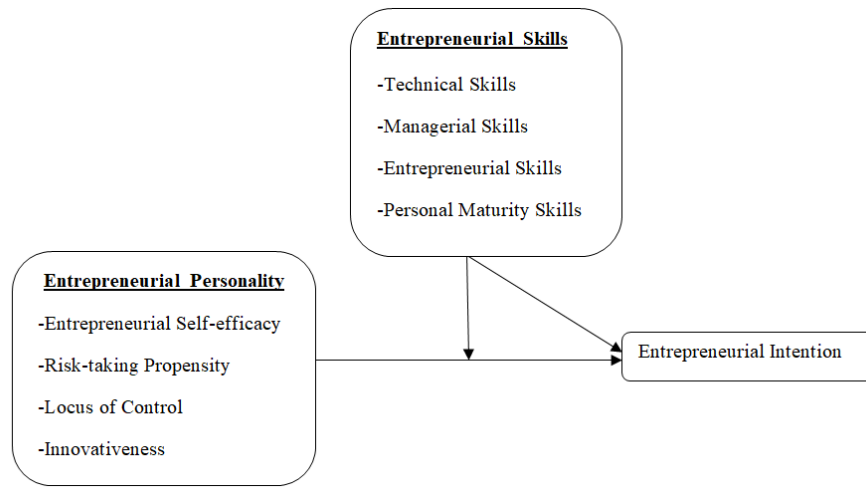 Entrepreneurial Skills
-Technical Skills
-Managerial Skills
-Entrepreneurial Skills
-Personal Maturity Skills
Entrepreneurial Personality
-Entrepreneurial Self-efficacy
-Risk-taking Propensity
-Locus of Control
-Innovativeness
Entrepreneurial Intention